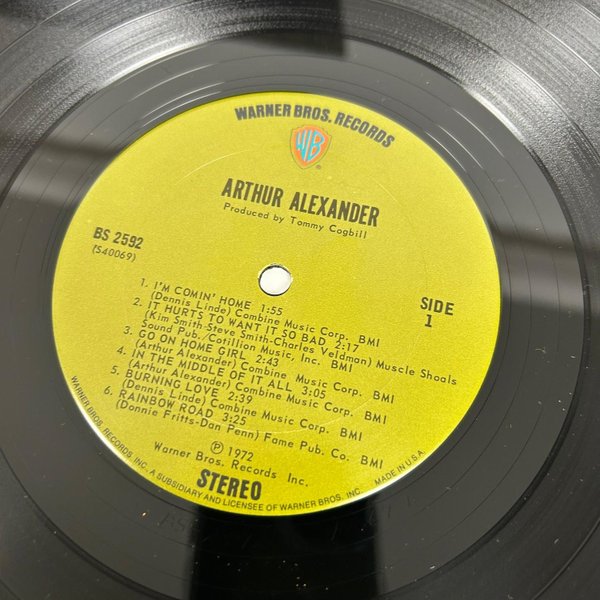 WARNER BROS. RECORDS
WB
ARTHUR ALEXANDER
Produced by Tommy Cogbill
BS 2592
(S40069)
SIDE
1
1. I'M COMIN' HOME 1:55
(Dennis Linde) Combine Music Corp. BMI
2. IT HURTS TO WANT IT SO BAD 2:17
(Kim Smith-Steve Smith-Charles Veldman) Muscle Shoals
Sound Pub./Cotillion Music, Inc. BMI
3. GO ON HOME GIRL 2:43
(Arthur Alexander) Combine Music Corp. BMI
4. IN THE MIDDLE OF IT ALL 3:05
(Arthur Alexander) Combine Music Corp. BMI
5. BURNING LOVE 2:39
(Dennis Linde) Combine Music Corp. BMI
6. RAINBOW ROAD 3:25
(Donnie Fritts-Dan Penn) Fame Pub. Co. BMI
℗ 1972
Warner Bros. Records Inc.
STEREO
WARNER BROS. RECORDS INC., A SUBSIDIARY AND LICENSEE OF WARNER BROS. INC. MADE IN U.S.A.